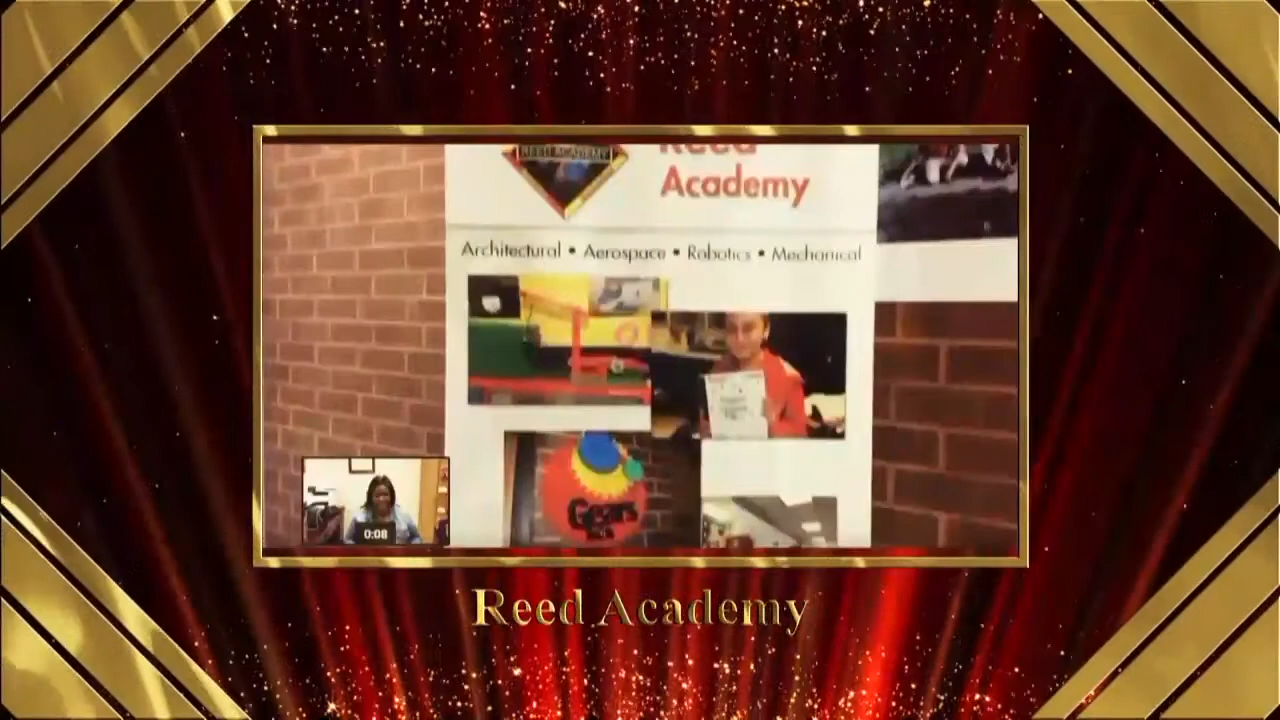 REED ACADEMY
Reed
Academy
Architectural • Aerospace • Robotics • Mechanical
Gears
0:08
Reed Academy